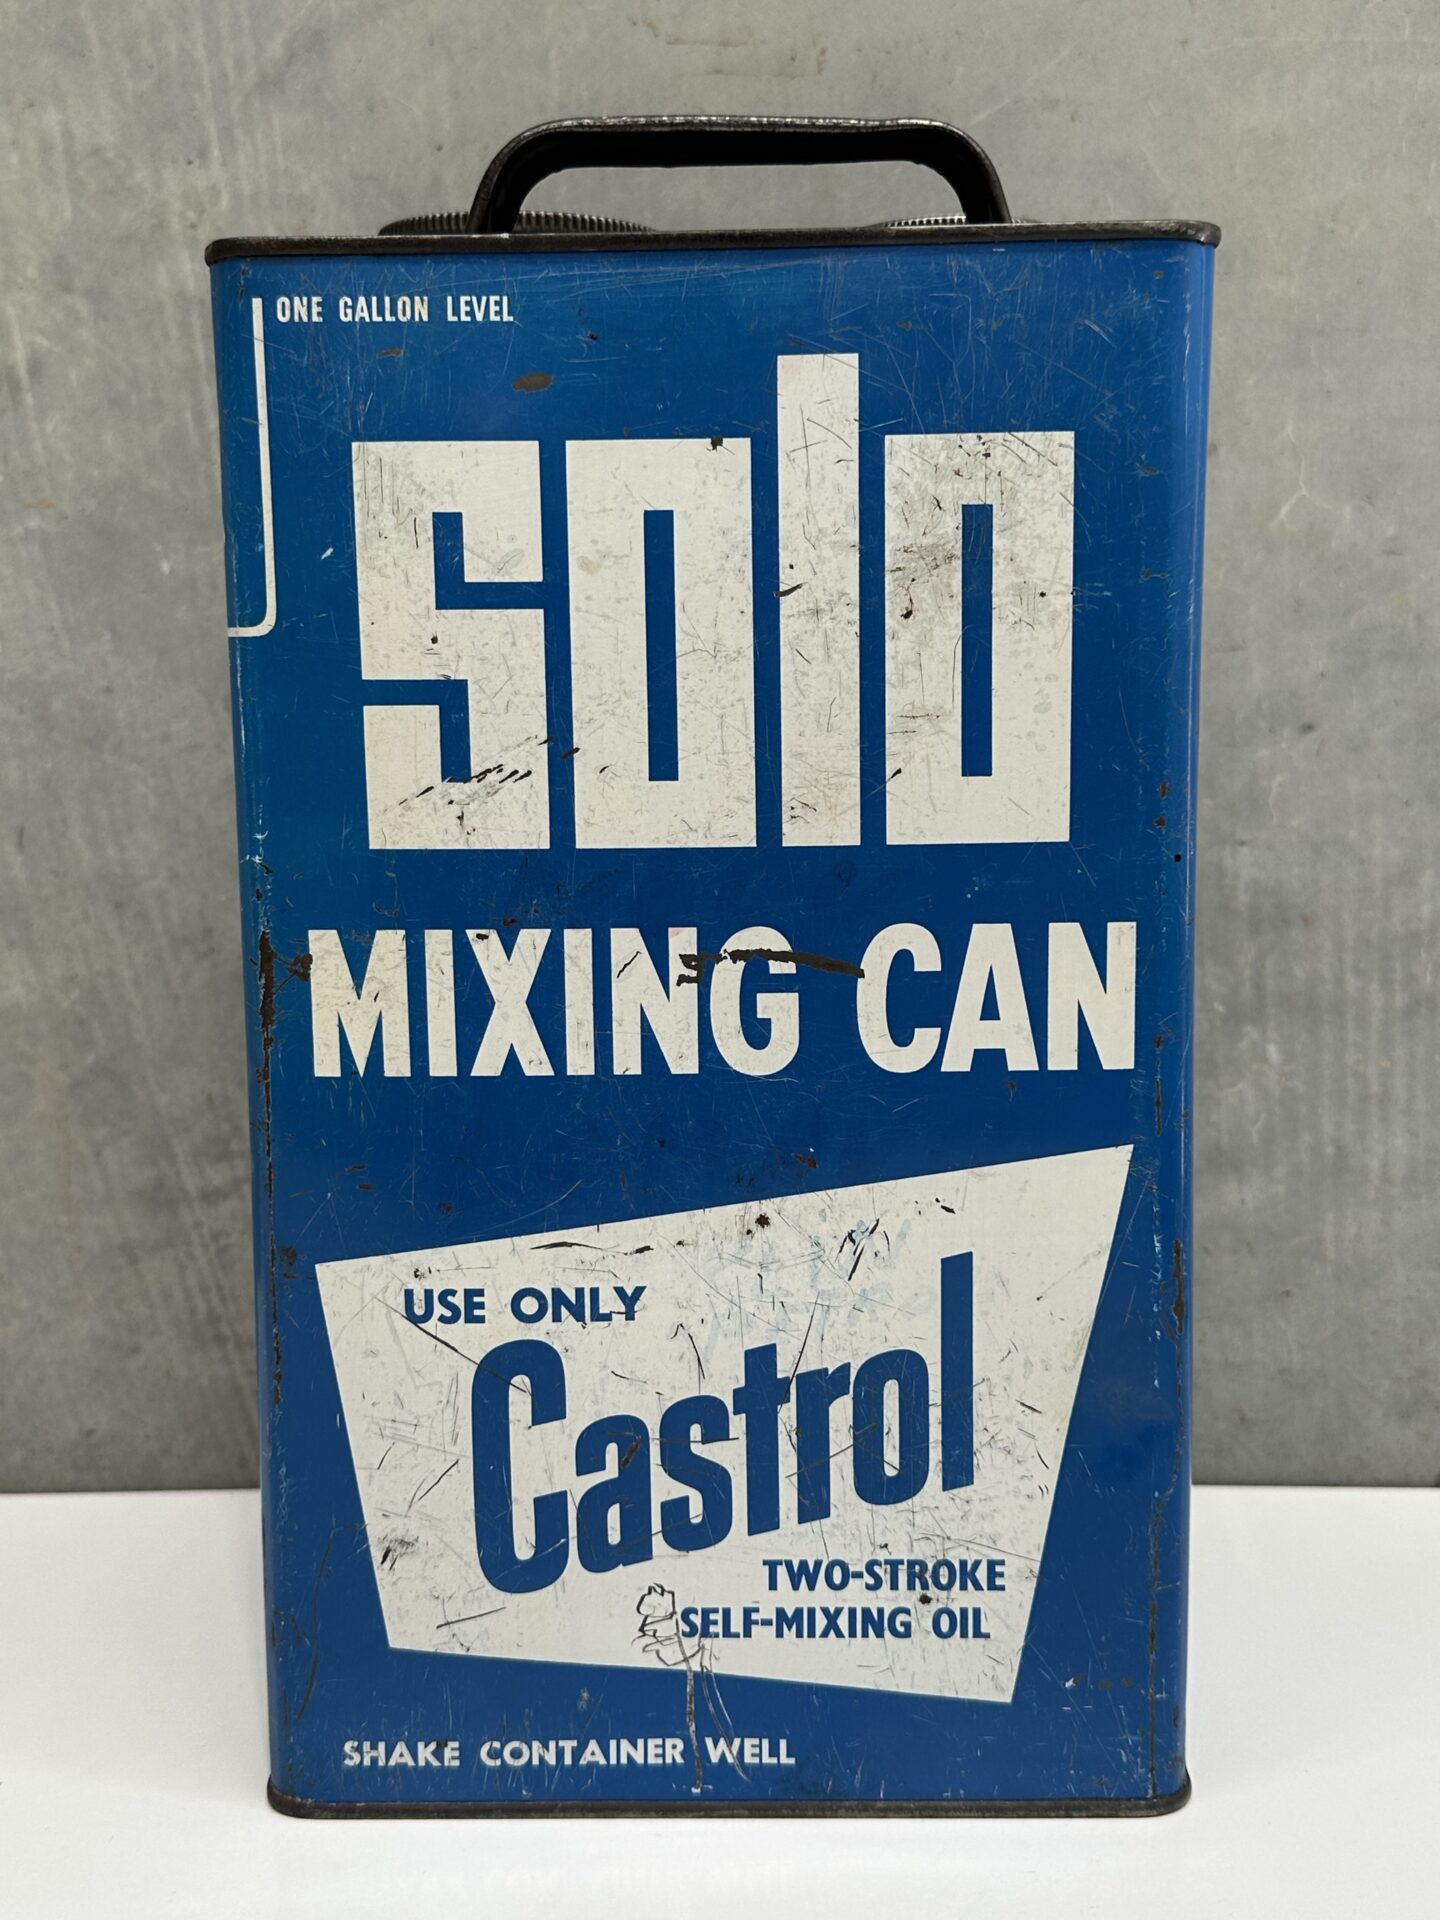 ONE GALLON LEVEL
solo
MIXING CAN
USE ONLY
Castrol
TWO-STROKE
SELF-MIXING OIL
SHAKE CONTAINER WELL